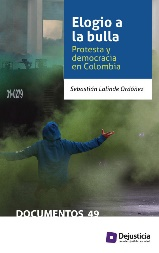 Elogio a
la bulla
Protesta y
democracia
en Colombia
Sebastián Lalinde Ordóñez
DOCUMENTOS 49
Dejusticia